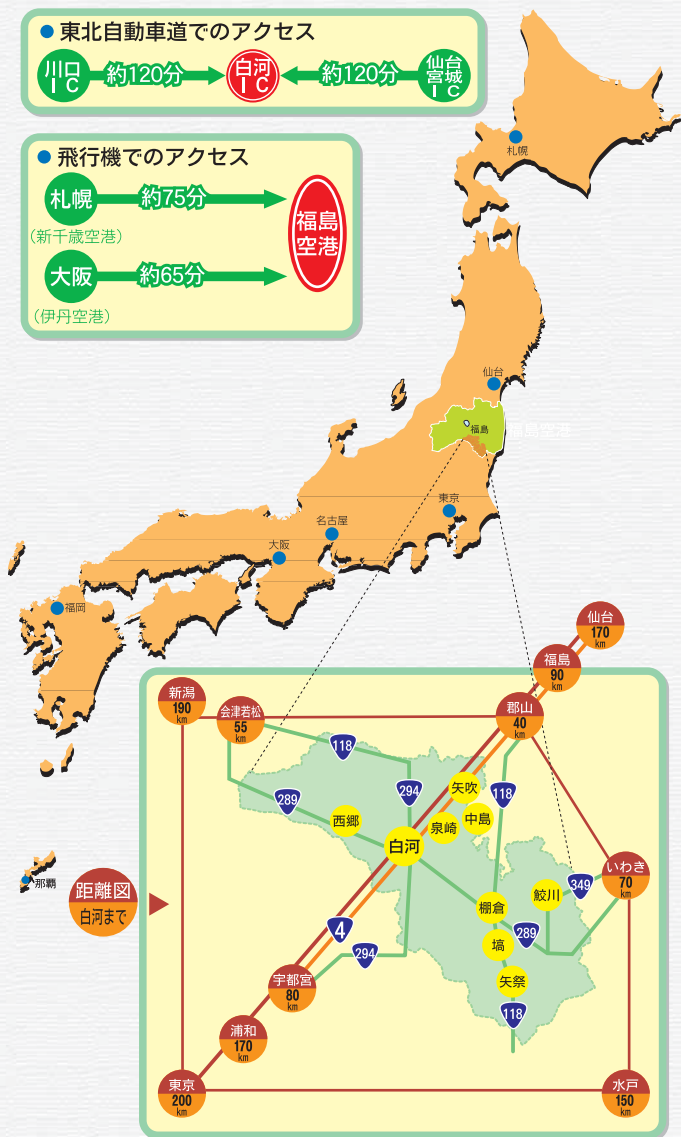 東北自動車道でのアクセス
川口IC
約120分
白河IC
約120分
仙台宮城IC
飛行機でのアクセス
札幌
約75分
福島空港
(新千歳空港)
大阪
約65分
(伊丹空港)
札幌
仙台
福島
福島空港
東京
名古屋
大阪
福岡
那覇
距離図
白河まで
仙台
170
km
福島
90
km
新潟
190
km
会津若松
55
km
郡山
40
km
118
289
294
118
矢吹
西郷
泉崎
中島
白河
いわき
70
km
349
鮫川
棚倉
4
289
294
塙
宇都宮
80
km
矢祭
118
浦和
170
km
東京
200
km
水戸
150
km